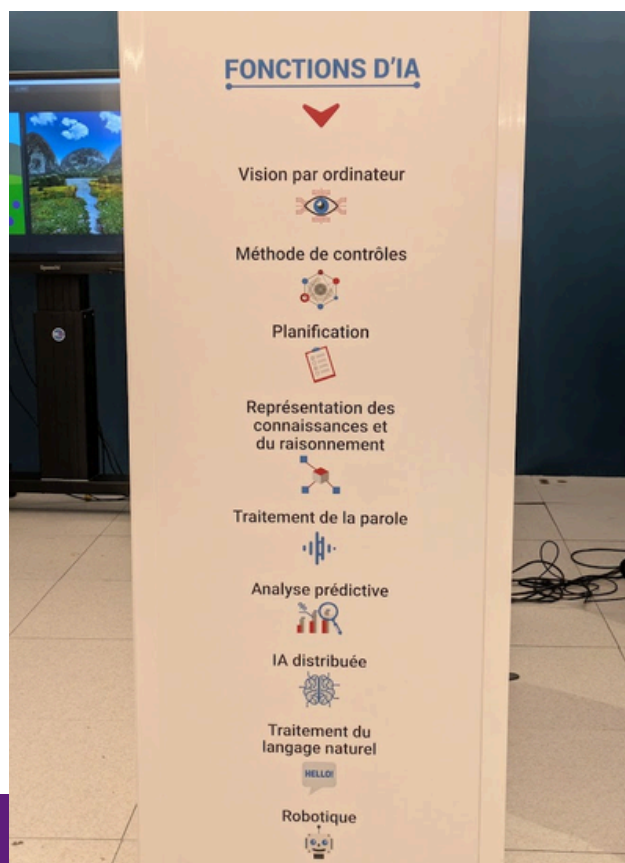 FONCTIONS D'IA
Vision par ordinateur
Méthode de contrôles
Planification
Représentation des
connaissances et
du raisonnement
Traitement de la parole
Analyse prédictive
IA distribuée
Traitement du
langage naturel
HELLO!
Robotique